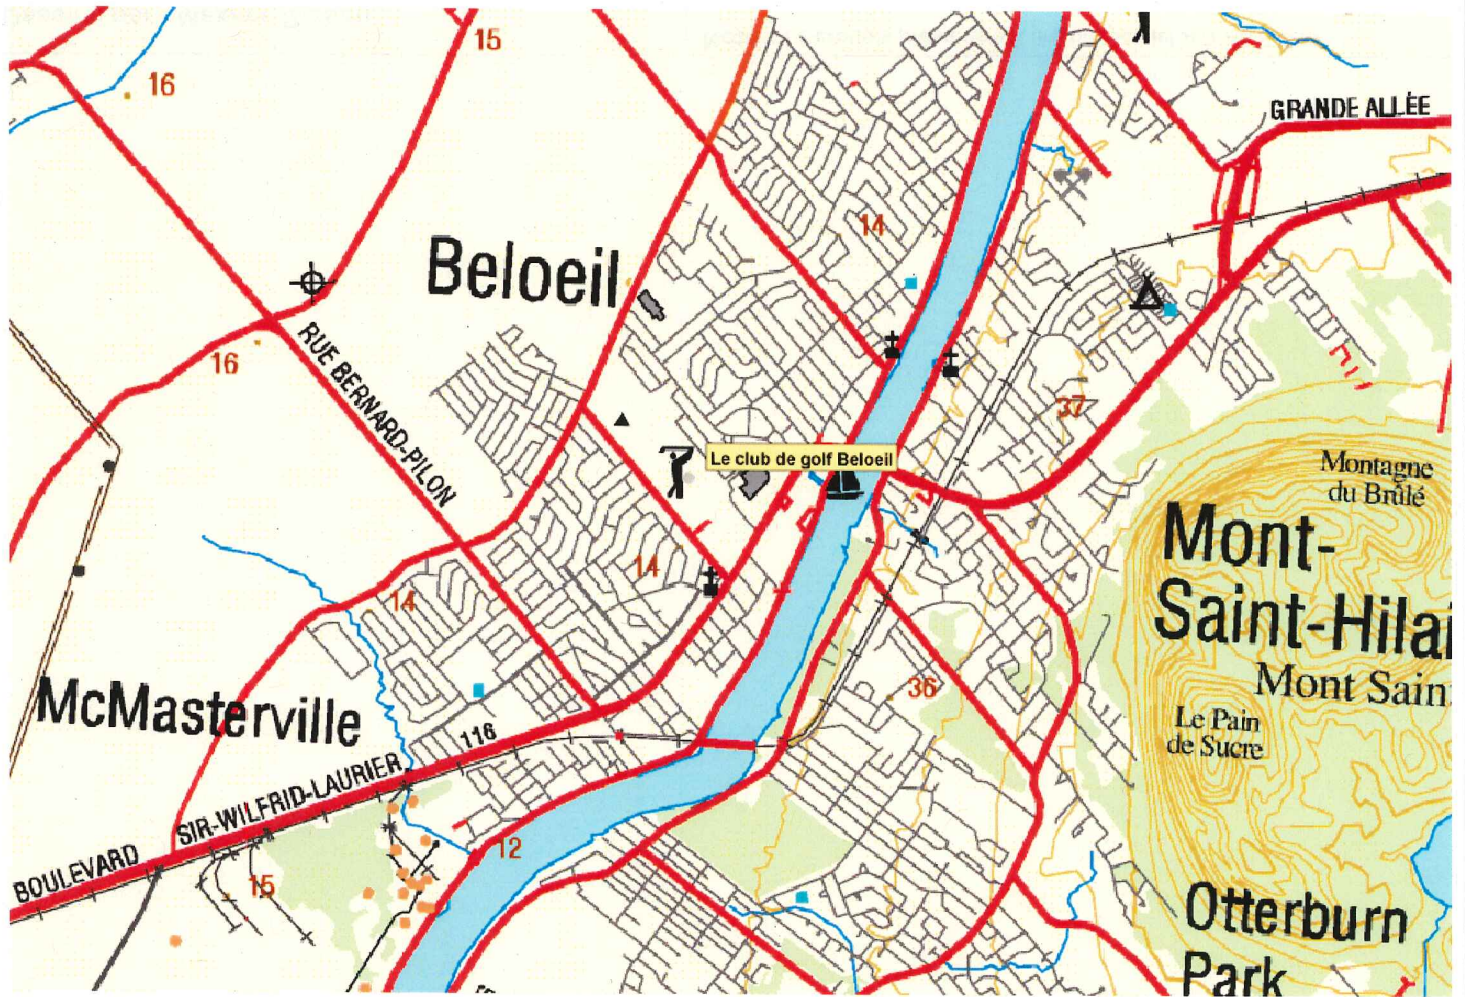 15
16
GRANDE ALLÉE
14
Beloeil
16
RUE BERNARD-PILON
37
Le club de golf Beloeil
Montagne
du Brûlé
Mont-
Saint-Hilai
14
14
36
Mont Sain
McMasterville
Le Pain
de Sucre
116
BOULEVARD SIR-WILFRID-LAURIER
12
15
Otterburn
Park